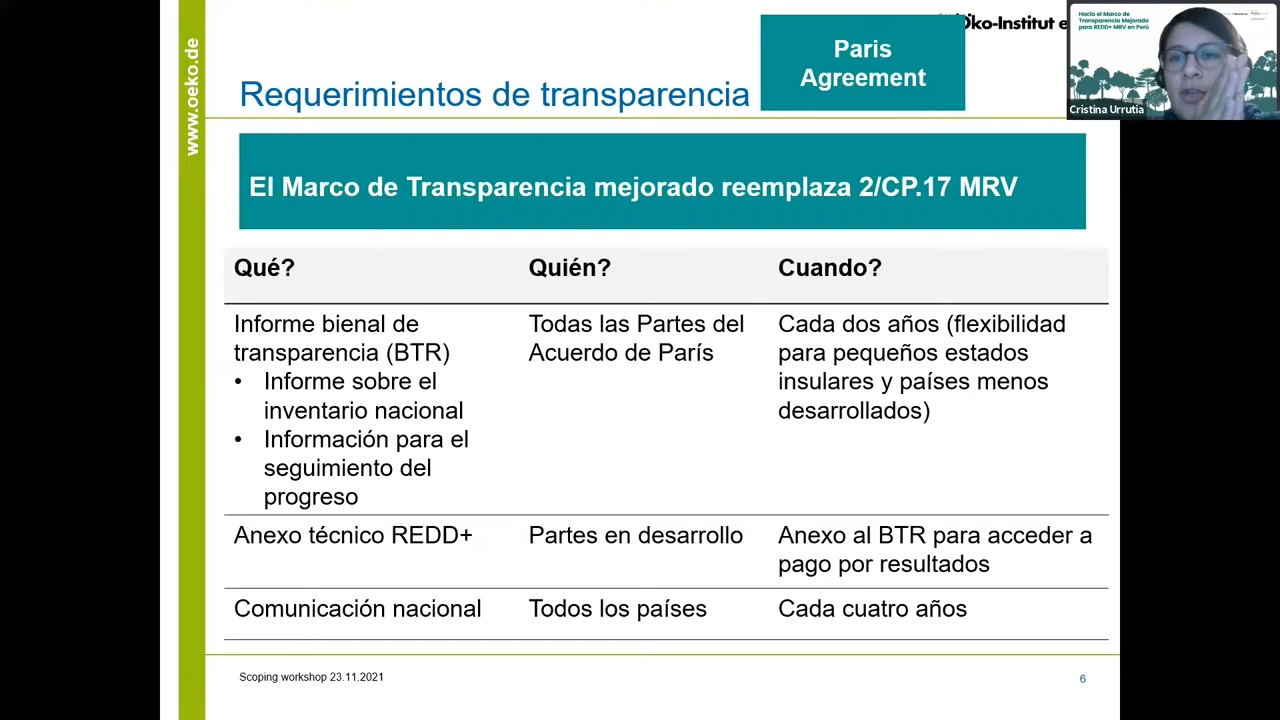 www.oeko.de
Öko-Institut e
Paris
Agreement
Requerimientos de transparencia
Hacia el Marco de
Transparencia Mejorado
para REDD+ MRV en Perú
Cristina Urrutia
El Marco de Transparencia mejorado reemplaza 2/CP.17 MRV
Qué? Quién? Cuando?
Informe bienal de Todas las Partes del Cada dos años (flexibilidad
transparencia (BTR) Acuerdo de París para pequeños estados
• Informe sobre el insulares y países menos
inventario nacional desarrollados)
• Información para el
seguimiento del
progreso
Anexo técnico REDD+ Partes en desarrollo Anexo al BTR para acceder a
pago por resultados
Comunicación nacional Todos los países Cada cuatro años
Scoping workshop 23.11.2021
6